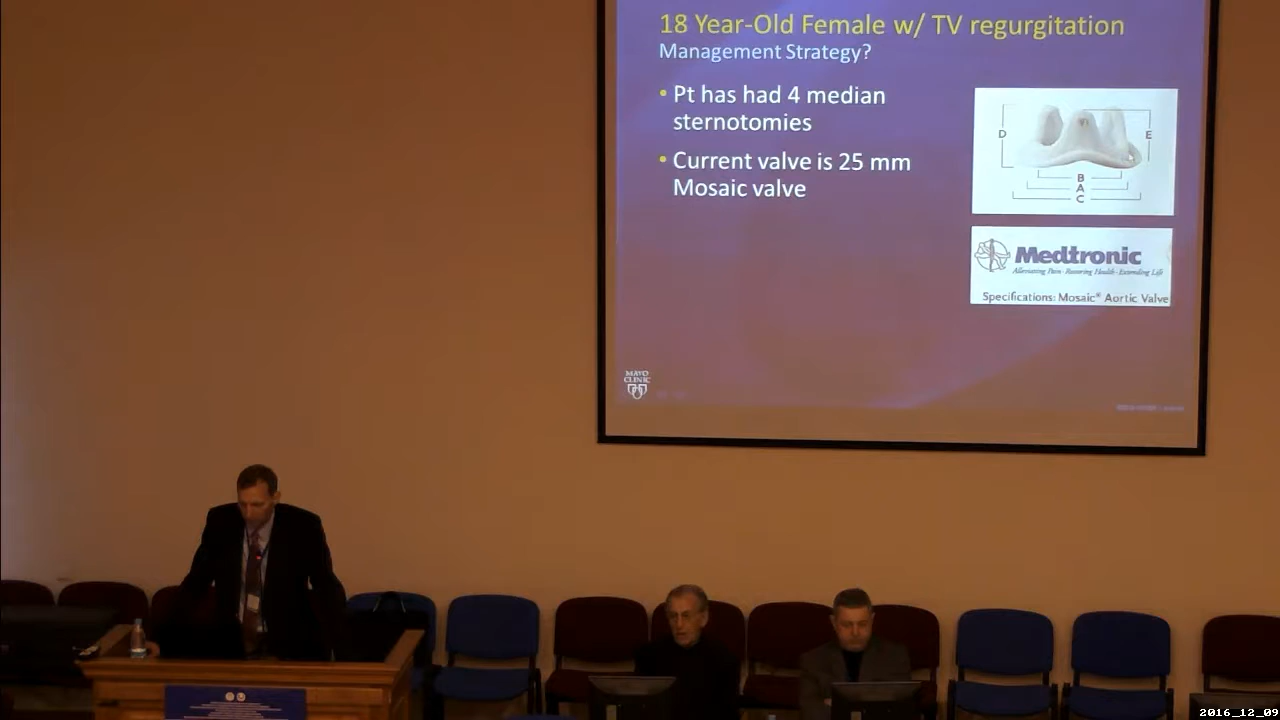 18 Year-Old Female w/ TV regurgitation
Management Strategy?
• Pt has had 4 median
sternotomies
• Current valve is 25 mm
Mosaic valve
D
E
B
A
C
Medtronic
Alleviating Pain · Restoring Health · Extending Life
Specifications: Mosaic® Aortic Valve
MAYO
CLINIC
2016_12_09